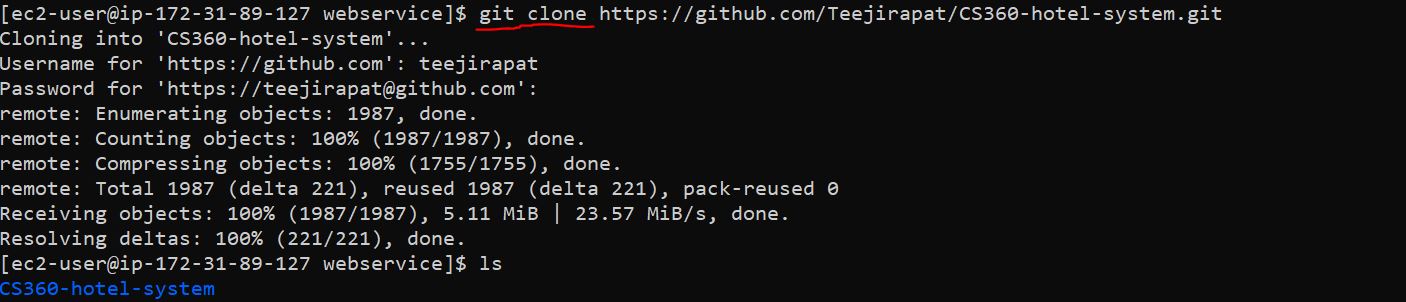 [ec2-user@ip-172-31-89-127 webservice]$ git clone https://github.com/Teejirapat/CS360-hotel-system.git
Cloning into 'CS360-hotel-system'...
Username for 'https://github.com': teejirapat
Password for 'https://teejirapat@github.com':
remote: Enumerating objects: 1987, done.
remote: Counting objects: 100% (1987/1987), done.
remote: Compressing objects: 100% (1755/1755), done.
remote: Total 1987 (delta 221), reused 1987 (delta 221), pack-reused 0
Receiving objects: 100% (1987/1987), 5.11 MiB | 23.57 MiB/s, done.
Resolving deltas: 100% (221/221), done.
[ec2-user@ip-172-31-89-127 webservice]$ ls
CS360-hotel-system